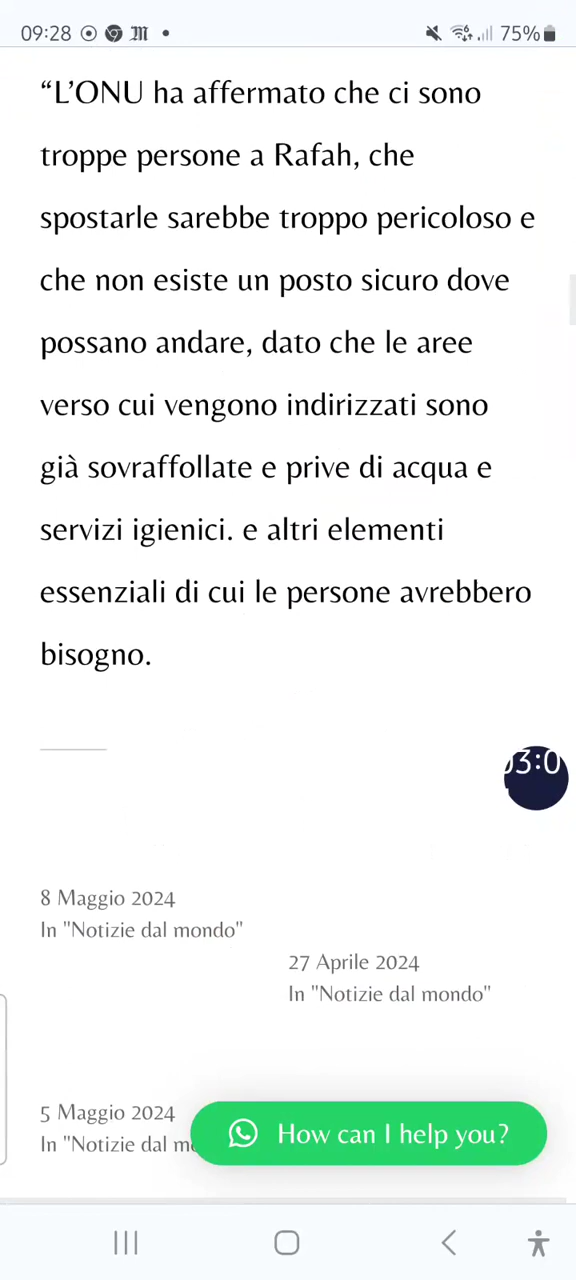 09:28
75%
“L’ONU ha affermato che ci sono
troppe persone a Rafah, che
spostarle sarebbe troppo pericoloso e
che non esiste un posto sicuro dove
possano andare, dato che le aree
verso cui vengono indirizzati sono
già sovraffollate e prive di acqua e
servizi igienici. e altri elementi
essenziali di cui le persone avrebbero
bisogno.
8 Maggio 2024
In "Notizie dal mondo"
27 Aprile 2024
In "Notizie dal mondo"
5 Maggio 2024
In "Notizie dal
How can I help you?